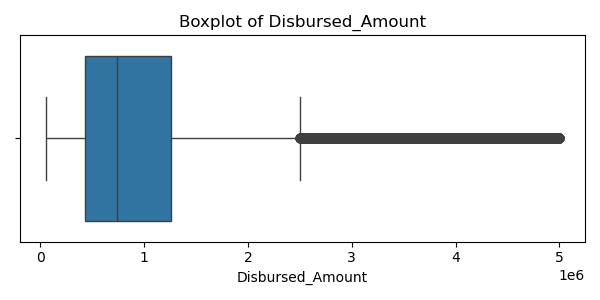 Boxplot of Disbursed_Amount
0 1 2 3 4 5
1e6
Disbursed_Amount